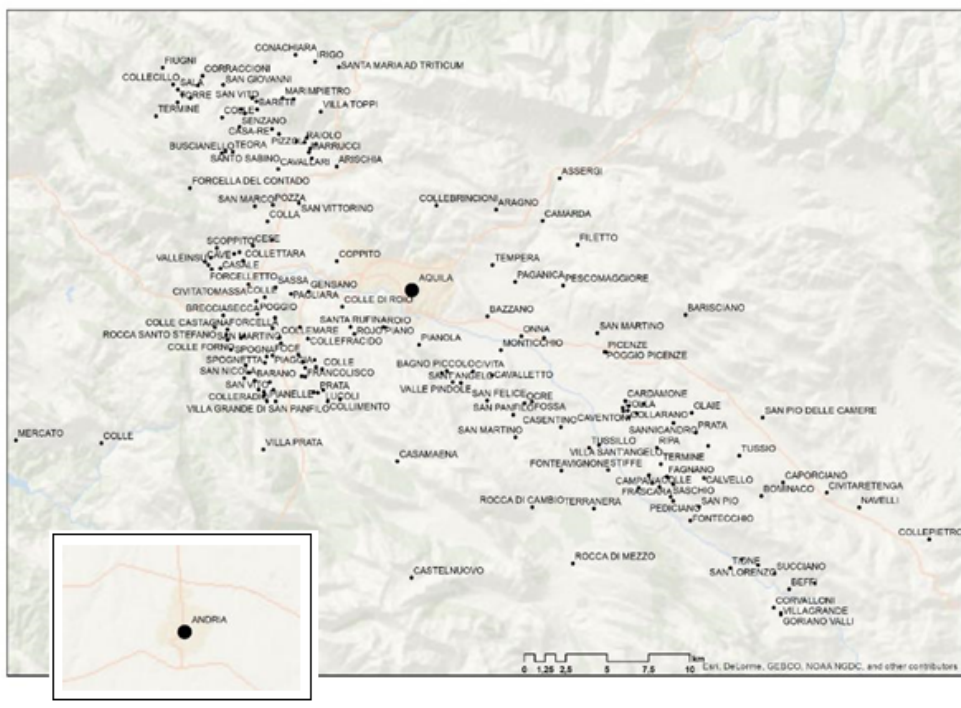 CONACHIARA
FIUGNI
IRIGO
CORRACCIONI
SANTA MARIA AD TRITICUM
COLLECILLO
SALA
SAN GIOVANNI
TORRE
SAN VITO
MARIMPIETRO
BARETE
TERMINE
COLLE
VILLA TOPPI
SENZANO
CASA-RE
PIZZOLI
RAIOLO
BUSCIANELLO
TEORA
MARRUCCI
SANTO SABINO
CAVALLARI
ARISCHIA
ASSERGI
FORCELLA DEL CONTADO
SAN MARCO
POZZA
SAN VITTORINO
COLLEBRINCIONI
ARAGNO
COLLA
CAMARDA
SCOPPITO
CESE
FILETTO
VALLEINSU
CAVE
COLLETTARA
COPPITO
CASALE
TEMPERA
FORCELLETTO
SASSA
GENSANO
AQUILA
PAGANICA
PESCOMAGGIORE
CIVITATOMASSA
COLLE
PAGLIARA
BRECCIASECCA
POGGIO
COLLE DI ROIO
BAZZANO
BARISCIANO
COLLE CASTAGNA
FORCELLA
COLLEMARE
SANTA RUFINA
ROIO
ROCCA SANTO STEFANO
SAN MARTINO
ROJO PIANO
ONNA
SAN MARTINO
COLLEFRACIDO
PIANOLA
MONTICCHIO
PICENZE
COLLE FORNO
SPOGNA
FOCE
POGGIO PICENZE
SPOGNETTA
PIAGGIA
COLLE
BAGNO PICCOLO
CIVITA
SAN NICOLA
BARANO
FRANCOLISCO
SANT'ANGELO
CAVALLETTO
SAN VITO
PIANELLE
PRATA
VALLE PINDOLE
CARDAMONE
COLLERADICO
LUCOLI
SAN FELICE
OCRE
VILLA GRANDE DI SAN PANFILO
COLLIMENTO
SAN PANFILO
FOSSA
COLLARANO
OLAIE
SAN PIO DELLE CAMERE
CASENTINO
CAVENTONI
SAN MARTINO
SANNICANDRO
PRATA
MERCATO
COLLE
VILLA PRATA
TUSSILLO
RIPA
TUSSIO
VILLA SANT'ANGELO
TERMINE
CASAMAENA
FONTEAVIGNONE
STIFFE
FAGNANO
CAMPANA
COLLE
CALVELLO
CAPORCIANO
FRASCARA
SASCHIO
BOMINACO
CIVITARETENGA
ROCCA DI CAMBIO
TERRANERA
SAN PIO
PEDICIANO
NAVELLI
FONTECCHIO
COLLEPIETRO
ROCCA DI MEZZO
TIONE
SUCCIANO
CASTELNUOVO
SAN LORENZO
BEFFI
CORVALLONI
VILLAGRANDE
GORIANO VALLI
ANDRIA
km
0 1,25 2,5 5 7,5 10
Esri, DeLorme, GEBCO, NOAA NGDC, and other contributors